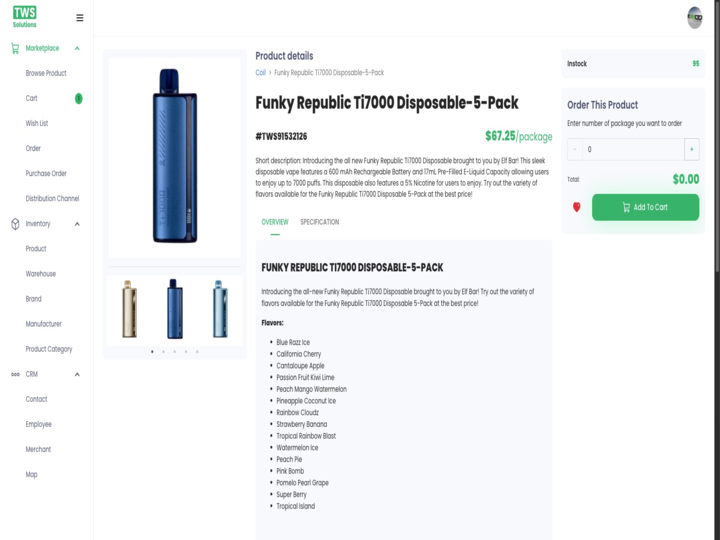 TWS
Solutions
Marketplace
Browse Product
Cart
1
Wish List
Order
Purchase Order
Distribution Channel
Inventory
Product
Warehouse
Brand
Manufacturer
Product Category
CRM
Contact
Employee
Merchant
Map
Product details
Coil > Funky Republic Ti7000 Disposable-5-Pack
Funky Republic Ti7000 Disposable-5-Pack
#TWS91532126
$67.25/package
Short description: Introducing the all new Funky Republic Ti7000 Disposable brought to you by Elf Bar! This sleek
disposable vape features a 600 mAh Rechargeable Battery and 17mL Pre-Filled E-Liquid Capacity allowing users
to enjoy up to 7000 puffs. This disposable also features a 5% Nicotine for users to enjoy. Try out the variety of
flavors available for the Funky Republic Ti7000 Disposable 5-Pack at the best price!
OVERVIEW
SPECIFICATION
FUNKY REPUBLIC TI7000 DISPOSABLE-5-PACK
Introducing the all-new Funky Republic Ti7000 Disposable brought to you by Elf Bar! Try out the variety of
flavors available for the Funky Republic Ti7000 Disposable 5-Pack at the best price!
Flavors:
• Blue Razz Ice
• California Cherry
• Cantaloupe Apple
• Passion Fruit Kiwi Lime
• Peach Mango Watermelon
• Pineapple Coconut Ice
• Rainbow Cloudz
• Strawberry Banana
• Tropical Rainbow Blast
• Watermelon Ice
• Peach Pie
• Pink Bomb
• Pomelo Pearl Grape
• Super Berry
• Tropical Island
Instock
95
Order This Product
Enter number of package you want to order
-
0
+
Total:
$0.00
Add To Cart